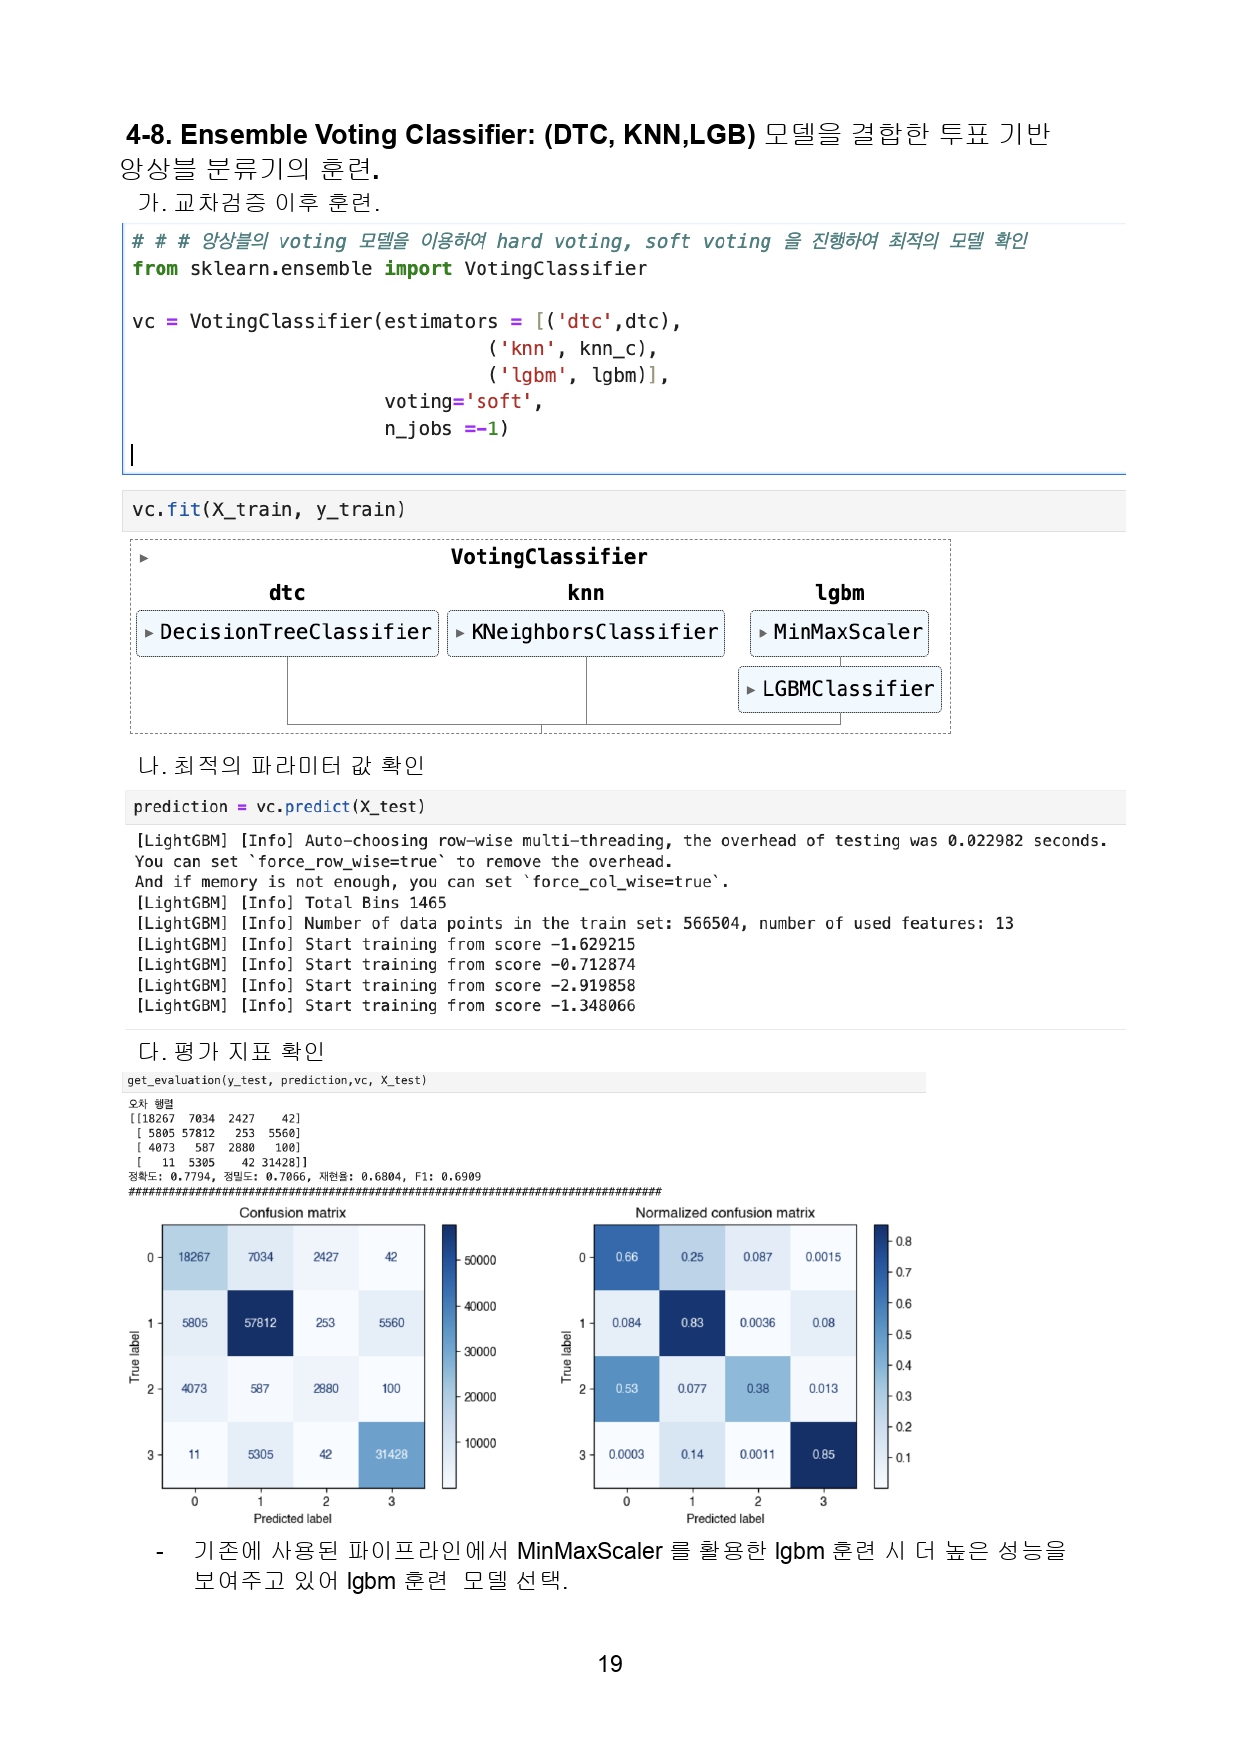 4-8. Ensemble Voting Classifier: (DTC, KNN,LGB) 모델을 결합한 투표 기반
앙상블 분류기의 훈련.
가. 교차검증 이후 훈련.
# # # 앙상블의 voting 모델을 이용하여 hard voting, soft voting 을 진행하여 최적의 모델 확인
from sklearn.ensemble import VotingClassifier
vc = VotingClassifier(estimators = [('dtc',dtc),
('knn', knn_c),
('lgbm', lgbm)],
voting='soft',
n_jobs =-1)
vc.fit(X_train, y_train)
VotingClassifier
dtc knn lgbm
DecisionTreeClassifier KNeighborsClassifier MinMaxScaler
LGBMClassifier
나. 최적의 파라미터 값 확인
prediction = vc.predict(X_test)
[LightGBM] [Info] Auto-choosing row-wise multi-threading, the overhead of testing was 0.022982 seconds.
You can set `force_row_wise=true` to remove the overhead.
And if memory is not enough, you can set `force_col_wise=true`.
[LightGBM] [Info] Total Bins 1465
[LightGBM] [Info] Number of data points in the train set: 566504, number of used features: 13
[LightGBM] [Info] Start training from score -1.629215
[LightGBM] [Info] Start training from score -0.712874
[LightGBM] [Info] Start training from score -2.919858
[LightGBM] [Info] Start training from score -1.348066
다. 평가 지표 확인
get_evaluation(y_test, prediction,vc, X_test)
오차 행렬
[[18267 7034 2427 42]
[ 5805 57812 253 5560]
[ 4073 587 2880 100]
[ 11 5305 42 31428]]
정확도: 0.7794, 정밀도: 0.7066, 재현율: 0.6804, F1: 0.6909
################################################################################
Confusion matrix
0 18267 7034 2427 42
1 5805 57812 253 5560
2 4073 587 2880 100
3 11 5305 42 31428
0 1 2 3
True label
Predicted label
50000
40000
30000
20000
10000
Normalized confusion matrix
0 0.66 0.25 0.087 0.0015
1 0.084 0.83 0.0036 0.08
2 0.53 0.077 0.38 0.013
3 0.0003 0.14 0.0011 0.85
0 1 2 3
True label
Predicted label
0.8
0.7
0.6
0.5
0.4
0.3
0.2
0.1
- 기존에 사용된 파이프라인에서 MinMaxScaler 를 활용한 lgbm 훈련 시 더 높은 성능을
보여주고 있어 lgbm 훈련 모델 선택.
19